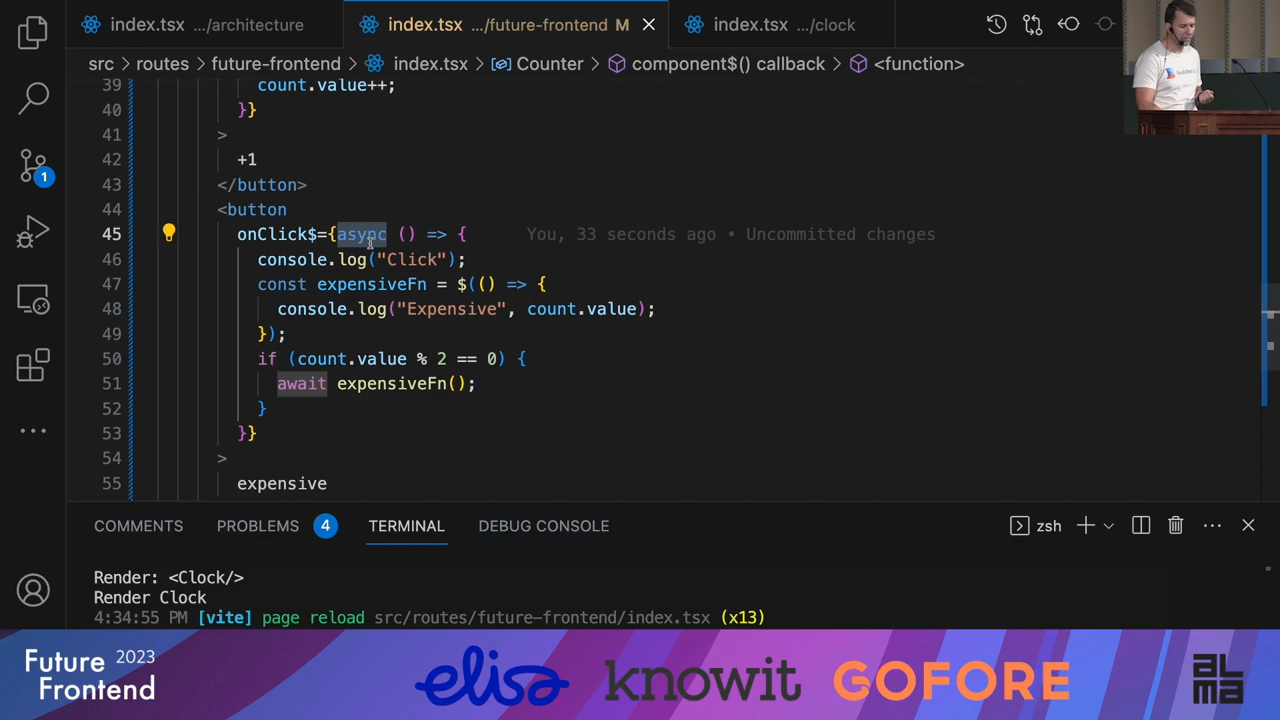 index.tsx .../architecture
index.tsx .../future-frontend M
index.tsx .../clock
src > routes > future-frontend > index.tsx > Counter > component$() callback > <function>
39 count.value++;
40 }}
41 >
42 +1
43 </button>
44 <button
45 onClick$={async () => { You, 33 seconds ago • Uncommitted changes
46 console.log("Click");
47 const expensiveFn = $(() => {
48 console.log("Expensive", count.value);
49 });
50 if (count.value % 2 == 0) {
51 await expensiveFn();
52 }
53 }}
54 >
55 expensive
1
COMMENTS PROBLEMS 4 TERMINAL DEBUG CONSOLE zsh
Render: <Clock/>
Render Clock
4:34:55 PM [vite] page reload src/routes/future-frontend/index.tsx (x13)
Future 2023
Frontend
elisa knowit GOFORE ALMA